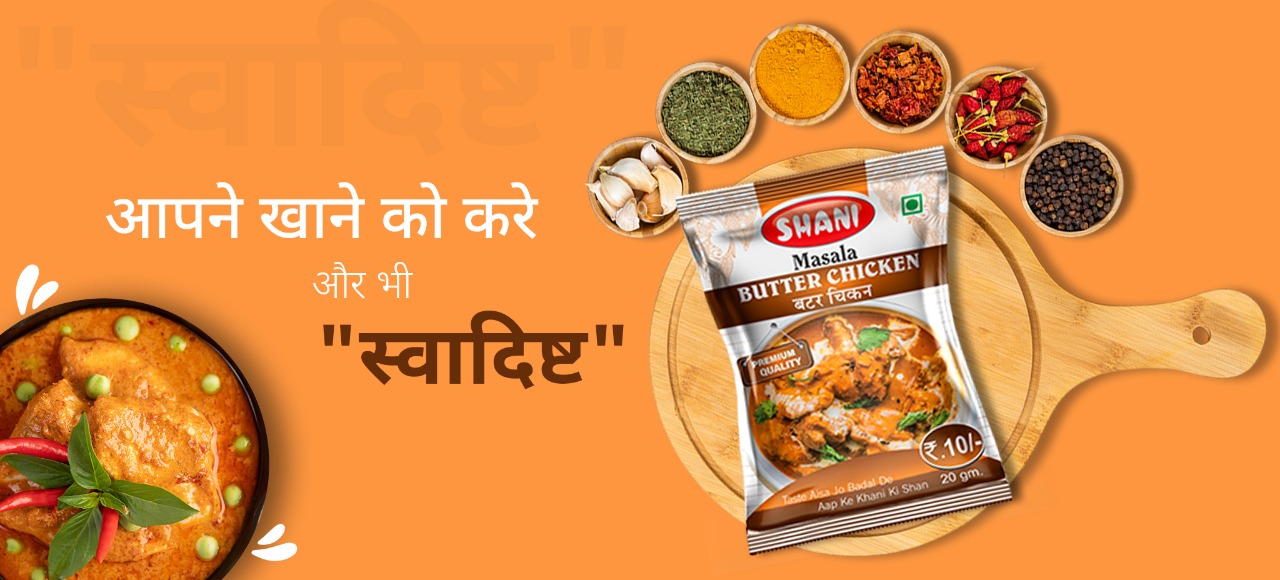 "स्वादिष्ट"
आपने खाने को करे
और भी
"स्वादिष्ट"
SHANI
Masala
BUTTER CHICKEN
बटर चिकन
PREMIUM
QUALITY
₹.10/-
20 gm.
Taste Aisa Jo Badal De
Aap Ke Khani Ki Shan